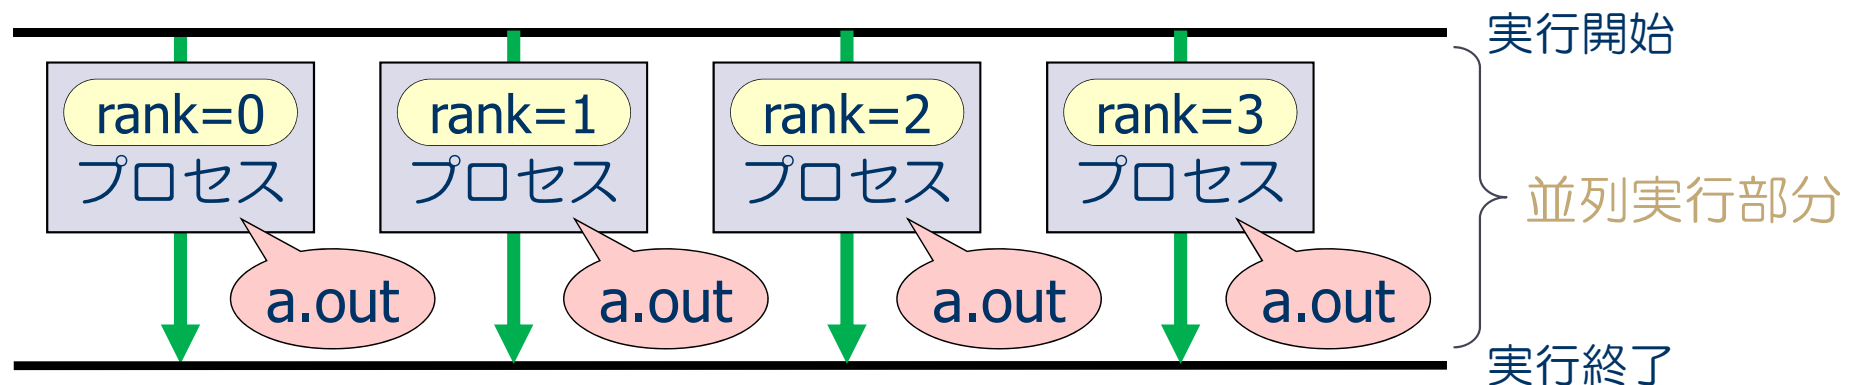 実行開始
rank=0
プロセス
a.out
rank=1
プロセス
a.out
rank=2
プロセス
a.out
rank=3
プロセス
a.out
並列実行部分
実行終了